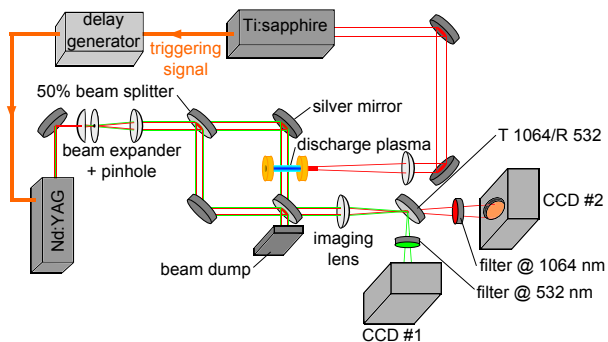 delay
generator
Ti:sapphire
triggering
signal
50% beam splitter
silver mirror
discharge plasma
T 1064/R 532
beam expander
+ pinhole
Nd:YAG
CCD #2
imaging
lens
beam dump
filter @ 1064 nm
filter @ 532 nm
CCD #1